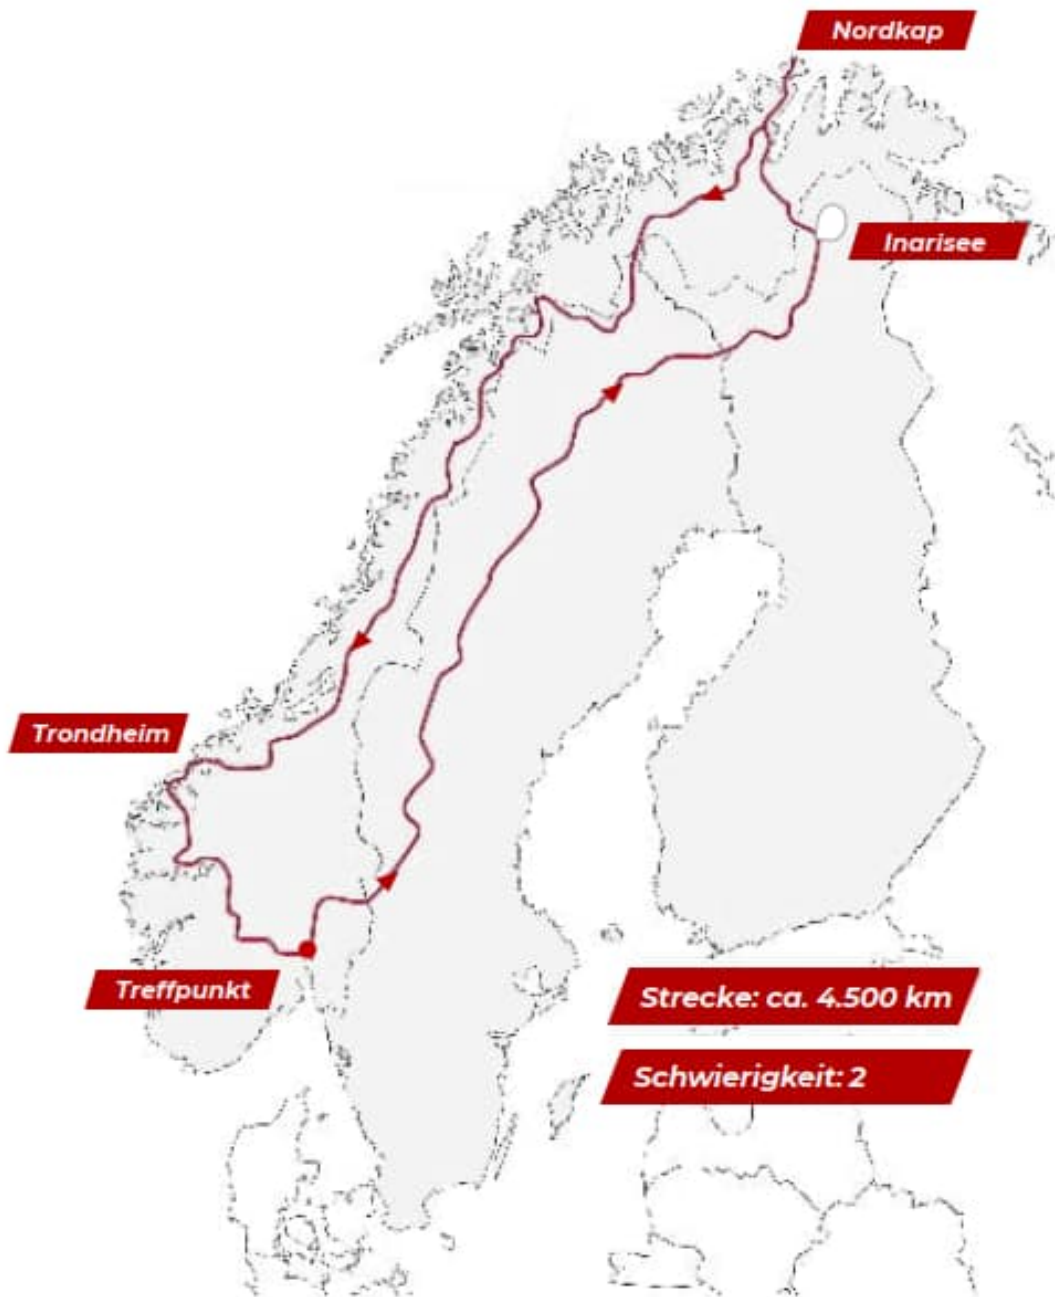 Nordkap
Inarisee
Trondheim
Treffpunkt
Strecke: ca. 4.500 km
Schwierigkeit: 2